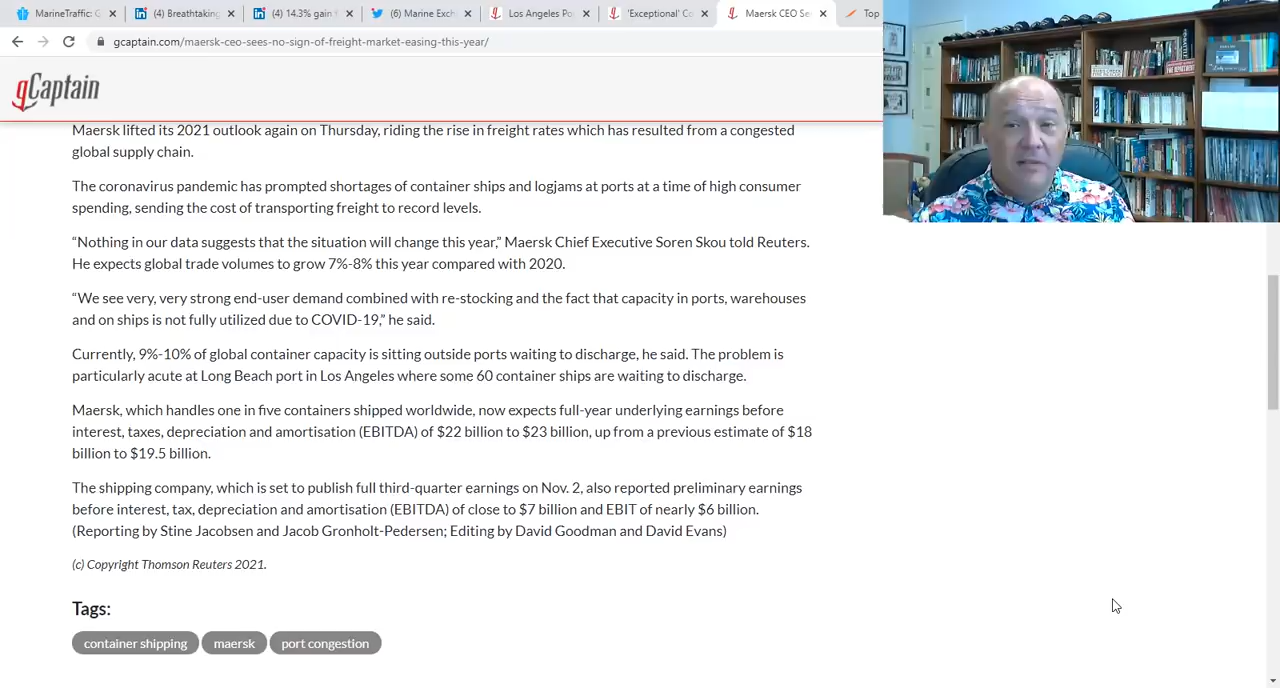 MarineTraffic: G
(4) Breathtaking
(4) 14.3% gain
(6) Marine Exch
Los Angeles Po
'Exceptional' Co
Maersk CEO Se
Top
gcaptain.com/maersk-ceo-sees-no-sign-of-freight-market-easing-this-year/
gCaptain
Maersk lifted its 2021 outlook again on Thursday, riding the rise in freight rates which has resulted from a congested
global supply chain.
The coronavirus pandemic has prompted shortages of container ships and logjams at ports at a time of high consumer
spending, sending the cost of transporting freight to record levels.
“Nothing in our data suggests that the situation will change this year,” Maersk Chief Executive Soren Skou told Reuters.
He expects global trade volumes to grow 7%-8% this year compared with 2020.
“We see very, very strong end-user demand combined with re-stocking and the fact that capacity in ports, warehouses
and on ships is not fully utilized due to COVID-19,” he said.
Currently, 9%-10% of global container capacity is sitting outside ports waiting to discharge, he said. The problem is
particularly acute at Long Beach port in Los Angeles where some 60 container ships are waiting to discharge.
Maersk, which handles one in five containers shipped worldwide, now expects full-year underlying earnings before
interest, taxes, depreciation and amortisation (EBITDA) of $22 billion to $23 billion, up from a previous estimate of $18
billion to $19.5 billion.
The shipping company, which is set to publish full third-quarter earnings on Nov. 2, also reported preliminary earnings
before interest, tax, depreciation and amortisation (EBITDA) of close to $7 billion and EBIT of nearly $6 billion.
(Reporting by Stine Jacobsen and Jacob Gronholt-Pedersen; Editing by David Goodman and David Evans)
(c) Copyright Thomson Reuters 2021.
Tags:
container shipping
maersk
port congestion